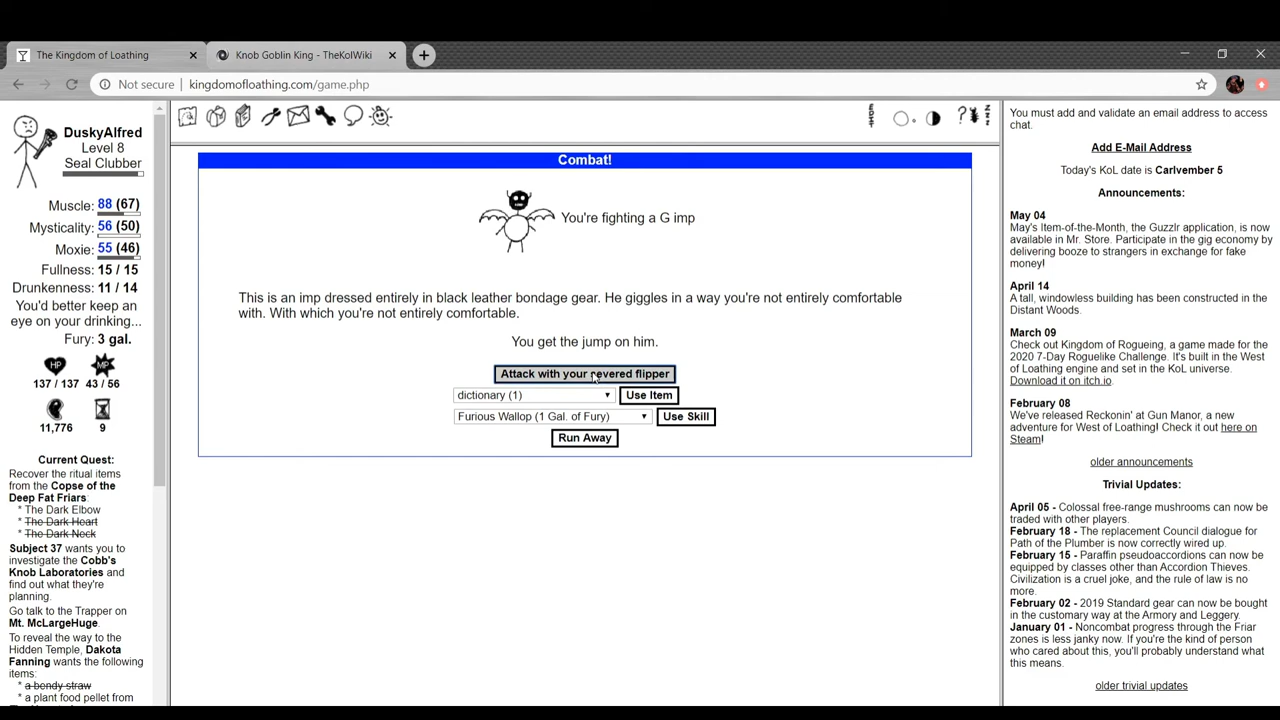 The Kingdom of Loathing
Knob Goblin King - TheKolWiki
Not secure
kingdomofloathing.com/game.php
DuskyAlfred
Level 8
Seal Clubber
Muscle: 88 (67)
Mysticality: 56 (50)
Moxie: 55 (46)
Fullness: 15 / 15
Drunkenness: 11 / 14
You'd better keep an
eye on your drinking...
Fury: 3 gal.
HP
MP
137 / 137
43 / 56
11,776
9
Current Quest:
Recover the ritual items
from the Copse of the
Deep Fat Friars:
* The Dark Elbow
* The Dark Heart
* The Dark Neck
Subject 37 wants you to
investigate the Cobb's
Knob Laboratories and
find out what they're
planning.
Go talk to the Trapper on
Mt. McLargeHuge.
To reveal the way to the
Hidden Temple, Dakota
Fanning wants the following
items:
* a bendy straw
* a plant food pellet from
Combat!
You're fighting a G imp
This is an imp dressed entirely in black leather bondage gear. He giggles in a way you're not entirely comfortable
with. With which you're not entirely comfortable.
You get the jump on him.
Attack with your severed flipper
dictionary (1)
Use Item
Furious Wallop (1 Gal. of Fury)
Use Skill
Run Away
You must add and validate an email address to access
chat.
Add E-Mail Address
Today's KoL date is Carlvember 5
Announcements:
May 04
May's Item-of-the-Month, the Guzzlr application, is now
available in Mr. Store. Participate in the gig economy by
delivering booze to strangers in exchange for fake
money!
April 14
A tall, windowless building has been constructed in the
Distant Woods.
March 09
Check out Kingdom of Rogueing, a game made for the
2020 7-Day Roguelike Challenge. It's built in the West
of Loathing engine and set in the KoL universe.
Download it on itch.io.
February 08
We've released Reckonin' at Gun Manor, a new
adventure for West of Loathing! Check it out here on
Steam!
older announcements
Trivial Updates:
April 05 - Colossal free-range mushrooms can now be
traded with other players.
February 18 - The replacement Council dialogue for
Path of the Plumber is now correctly wired up.
February 15 - Paraffin pseudoaccordions can now be
equipped by classes other than Accordion Thieves.
Civilization is a cruel joke, and the rule of law is no
more.
February 02 - 2019 Standard gear can now be bought
in the customary way at the Armory and Leggery.
January 01 - Noncombat progress through the Friar
zones is less janky now. If you're the kind of person
who cared about this, you'll probably understand what
this means.
older trivial updates